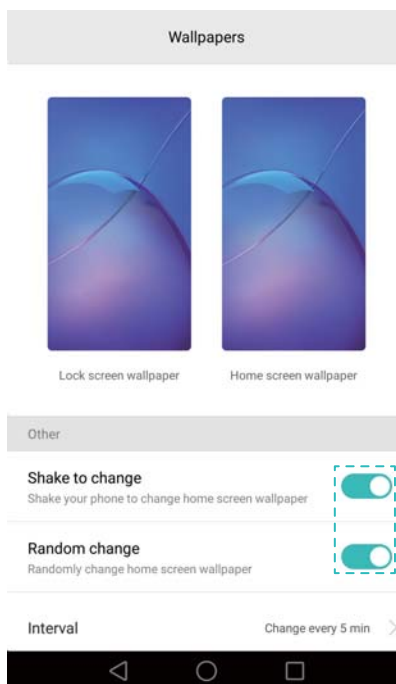 Wallpapers
Lock screen wallpaper Home screen wallpaper
Other
Shake to change
Shake your phone to change home screen wallpaper
Random change
Randomly change home screen wallpaper
Interval Change every 5 min